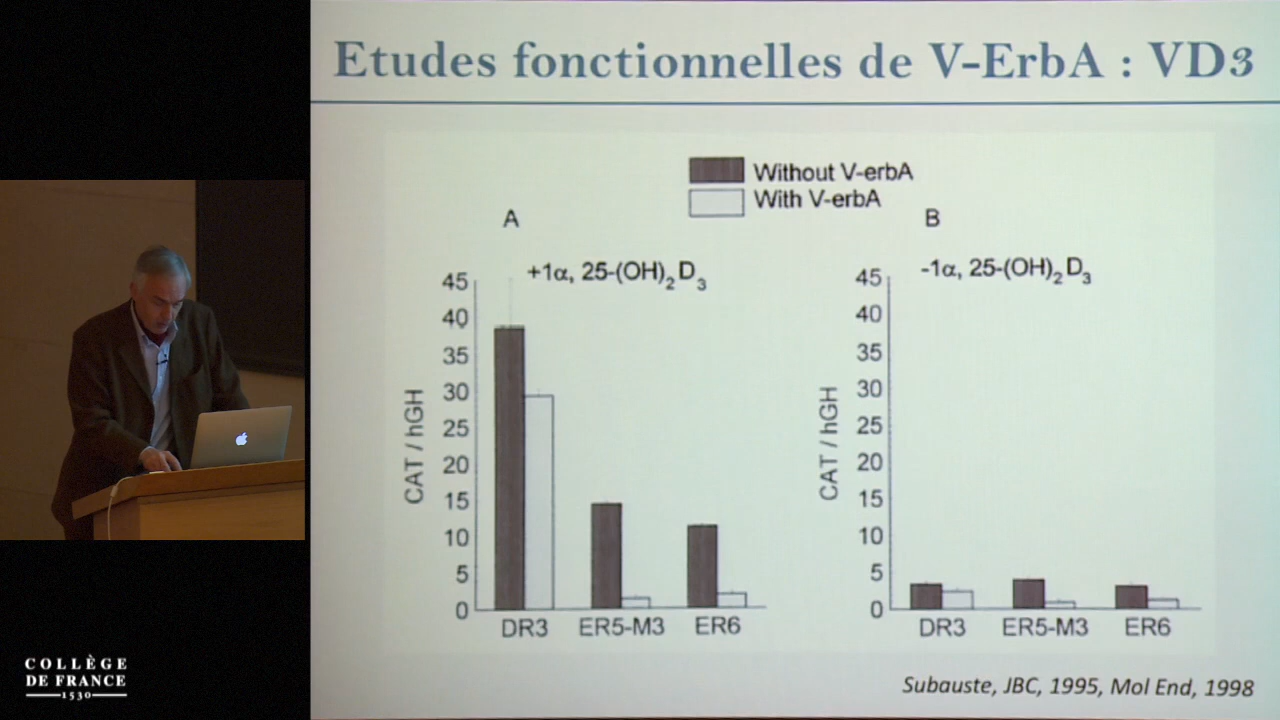 Etudes fonctionnelles de V-ErbA : VD3
Without V-erbA
With V-erbA
A
+1α, 25-(OH)₂D₃
45
40
35
30
25
20
15
10
5
0
CAT / hGH
DR3 ER5-M3 ER6
B
-1α, 25-(OH)₂D₃
45
40
35
30
25
20
15
10
5
0
CAT / hGH
DR3 ER5-M3 ER6
Subauste, JBC, 1995, Mol End, 1998
COLLÈGE
DE FRANCE
1530